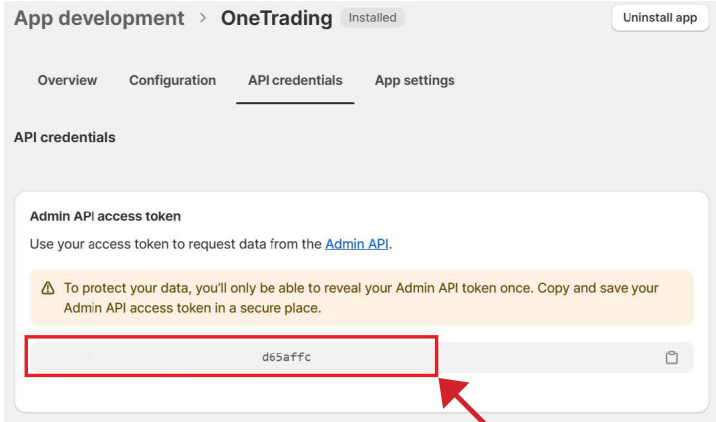 App development > OneTrading Installed Uninstall app
Overview Configuration API credentials App settings
API credentials
Admin API access token
Use your access token to request data from the Admin API.
To protect your data, you'll only be able to reveal your Admin API token once. Copy and save your
Admin API access token in a secure place.
d65affc